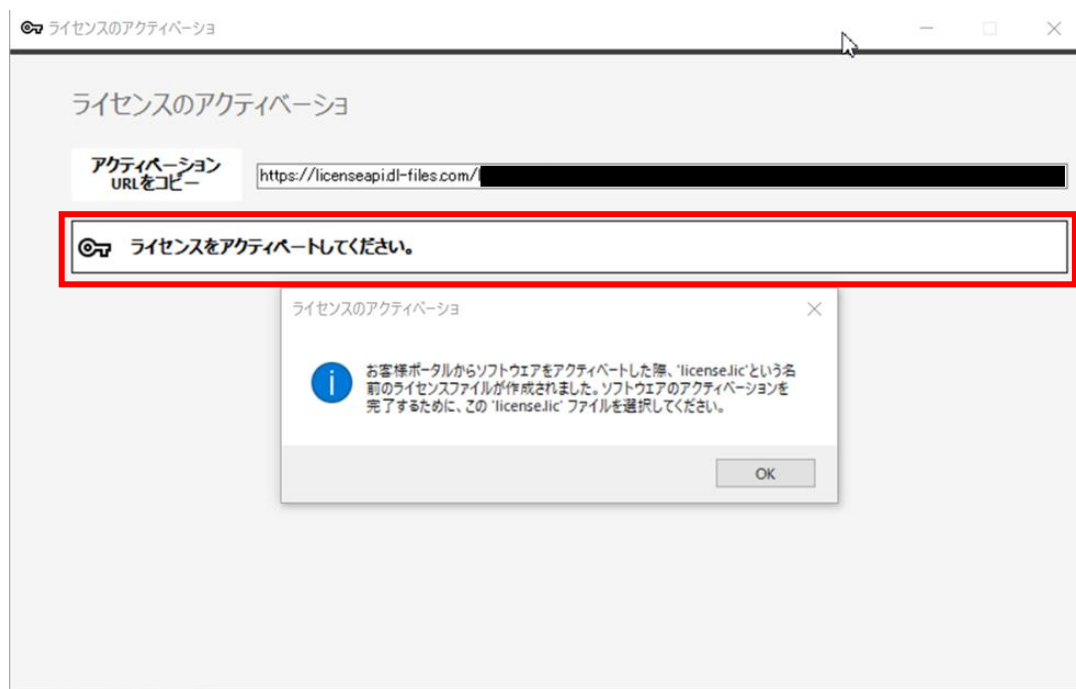 ライセンスのアクティベーショ
ライセンスのアクティベーショ
アクティベーション
URLをコピー
https://licenseapi.dl-files.com/
ライセンスをアクティベートしてください。
ライセンスのアクティベーショ
お客様ポータルからソフトウエアをアクティベートした際、'license.lic'という名
前のライセンスファイルが作成されました。ソフトウエアのアクティベーションを
完了するために、この 'license.lic' ファイルを選択してください。
OK